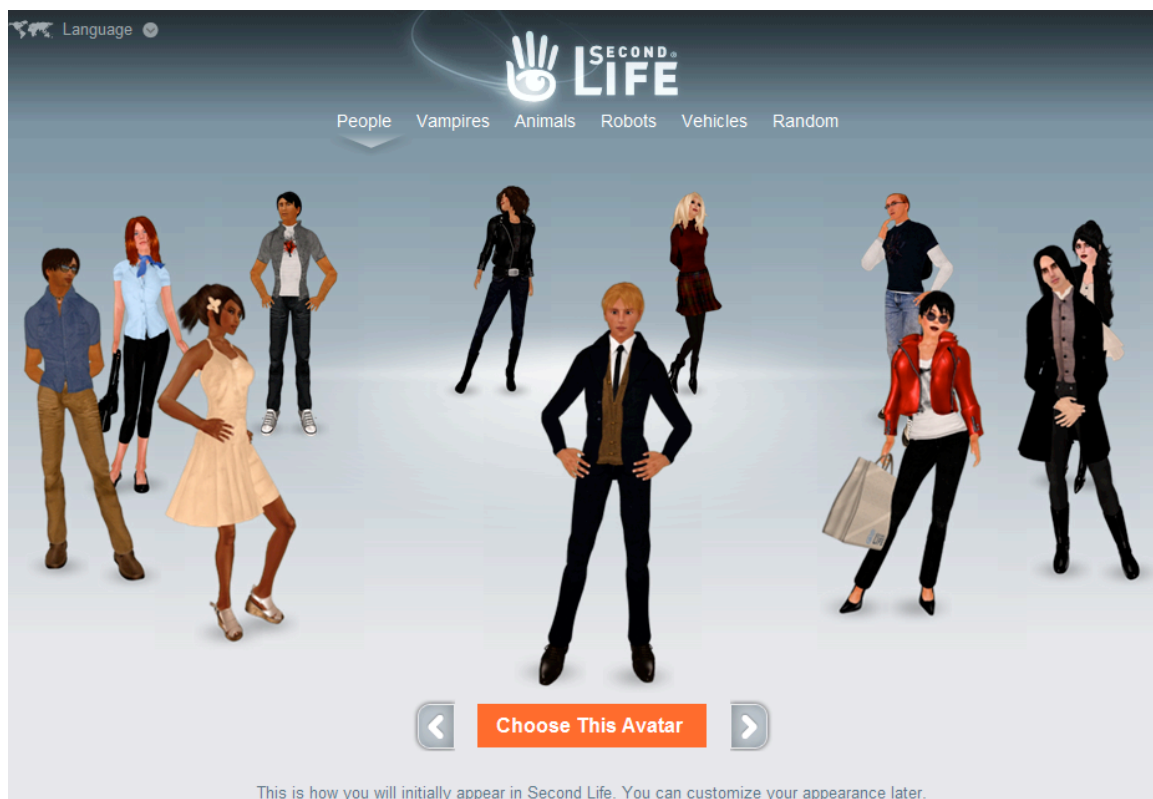 Language
SECOND®
LIFE
People Vampires Animals Robots Vehicles Random
Choose This Avatar
This is how you will initially appear in Second Life. You can customize your appearance later.